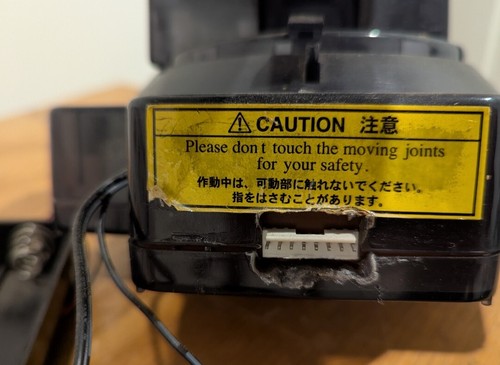 CAUTION 注意
Please don t touch the moving joints
for your safety.
作動中は、可動部に触れないでください。
指をはさむことがあります。